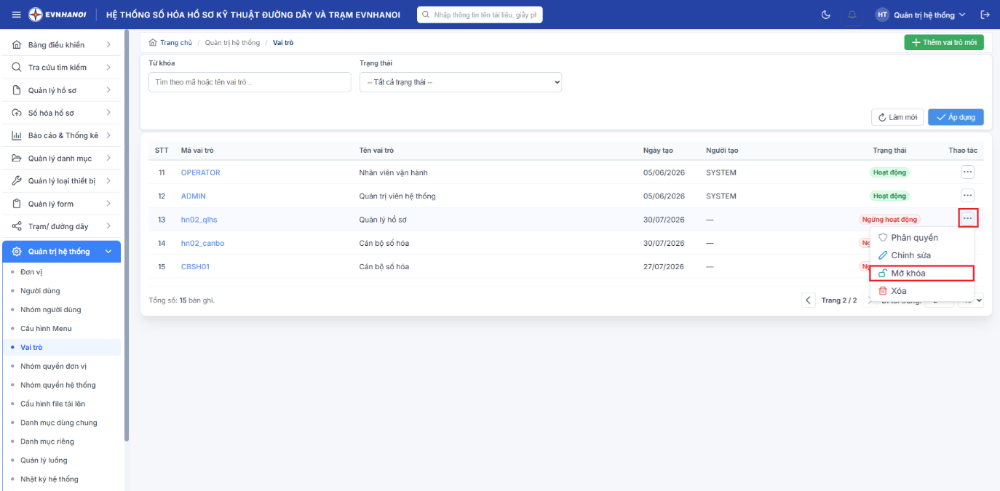 EVNHANOI
HỆ THỐNG SỐ HÓA HỒ SƠ KỸ THUẬT ĐƯỜNG DÂY VÀ TRẠM EVNHANOI
Nhập thông tin tên tài liệu, giấy ph
HT
Quản trị hệ thống
Bảng điều khiển
Tra cứu tìm kiếm
Quản lý hồ sơ
Số hóa hồ sơ
Báo cáo & Thống kê
Quản lý danh mục
Quản lý loại thiết bị
Quản lý form
Trạm/ đường dây
Quản trị hệ thống
Đơn vị
Người dùng
Nhóm người dùng
Cấu hình Menu
Vai trò
Nhóm quyền đơn vị
Nhóm quyền hệ thống
Cấu hình file tải lên
Danh mục dùng chung
Danh mục riêng
Quản lý luồng
Nhật ký hệ thống
Trang chủ / Quản trị hệ thống / Vai trò
Thêm vai trò mới
Từ khóa
Tìm theo mã hoặc tên vai trò...
Trạng thái
-- Tất cả trạng thái --
Làm mới
Áp dụng
STT Mã vai trò Tên vai trò Ngày tạo Người tạo Trạng thái Thao tác
11 OPERATOR Nhân viên vận hành 05/06/2026 SYSTEM Hoạt động
12 ADMIN Quản trị viên hệ thống 05/06/2026 SYSTEM Hoạt động
13 hn02_qlhs Quản lý hồ sơ 30/07/2026 — Ngừng hoạt động
14 hn02_canbo Cán bộ số hóa 30/07/2026 — Ng
15 CBSH01 Cán bộ số hóa 27/07/2026 — Ng
Phân quyền
Chỉnh sửa
Mở khóa
Xóa
Tổng số: 15 bản ghi.
Trang 2 / 2